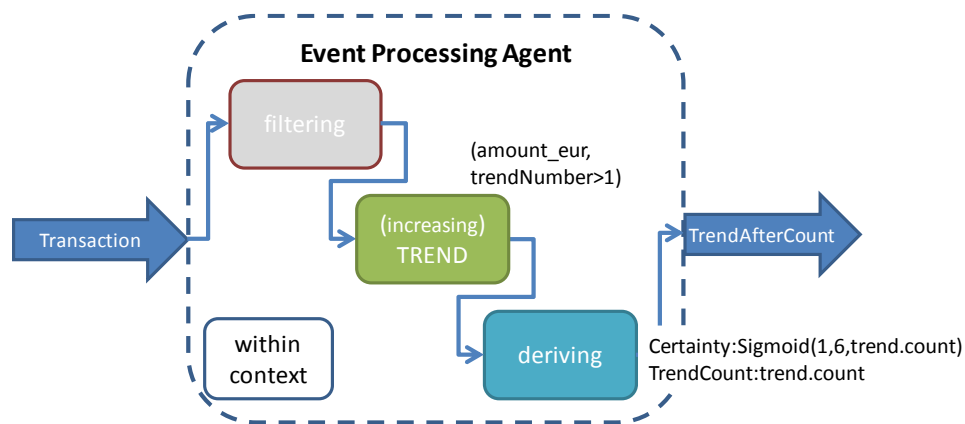 Event Processing Agent
filtering
(amount_eur,
trendNumber>1)
Transaction
(increasing)
TREND
TrendAfterCount
within
context
deriving
Certainty:Sigmoid(1,6,trend.count)
TrendCount:trend.count